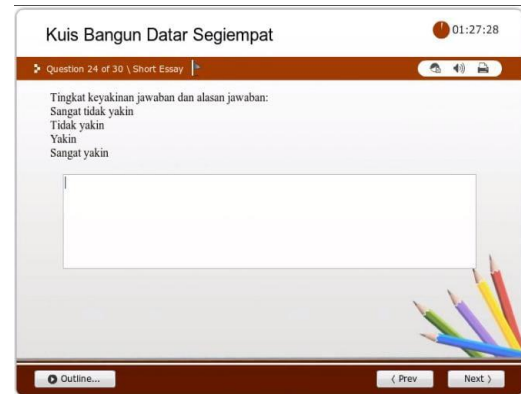 Kuis Bangun Datar Segiempat
01:27:28
Question 24 of 30 \ Short Essay
Tingkat keyakinan jawaban dan alasan jawaban:
Sangat tidak yakin
Tidak yakin
Yakin
Sangat yakin
Outline...
Prev
Next